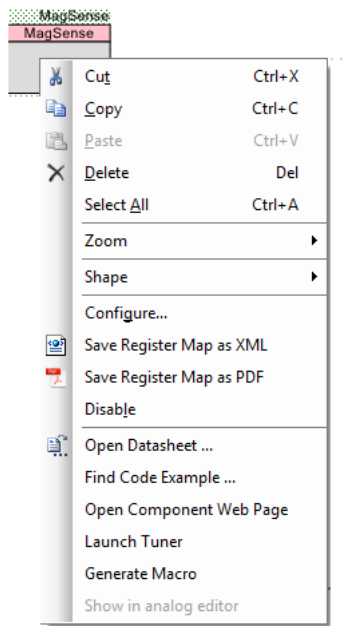 MagSense
MagSense
Cut Ctrl+X
Copy Ctrl+C
Paste Ctrl+V
Delete Del
Select All Ctrl+A
Zoom
Shape
Configure...
Save Register Map as XML
Save Register Map as PDF
Disable
Open Datasheet ...
Find Code Example ...
Open Component Web Page
Launch Tuner
Generate Macro
Show in analog editor